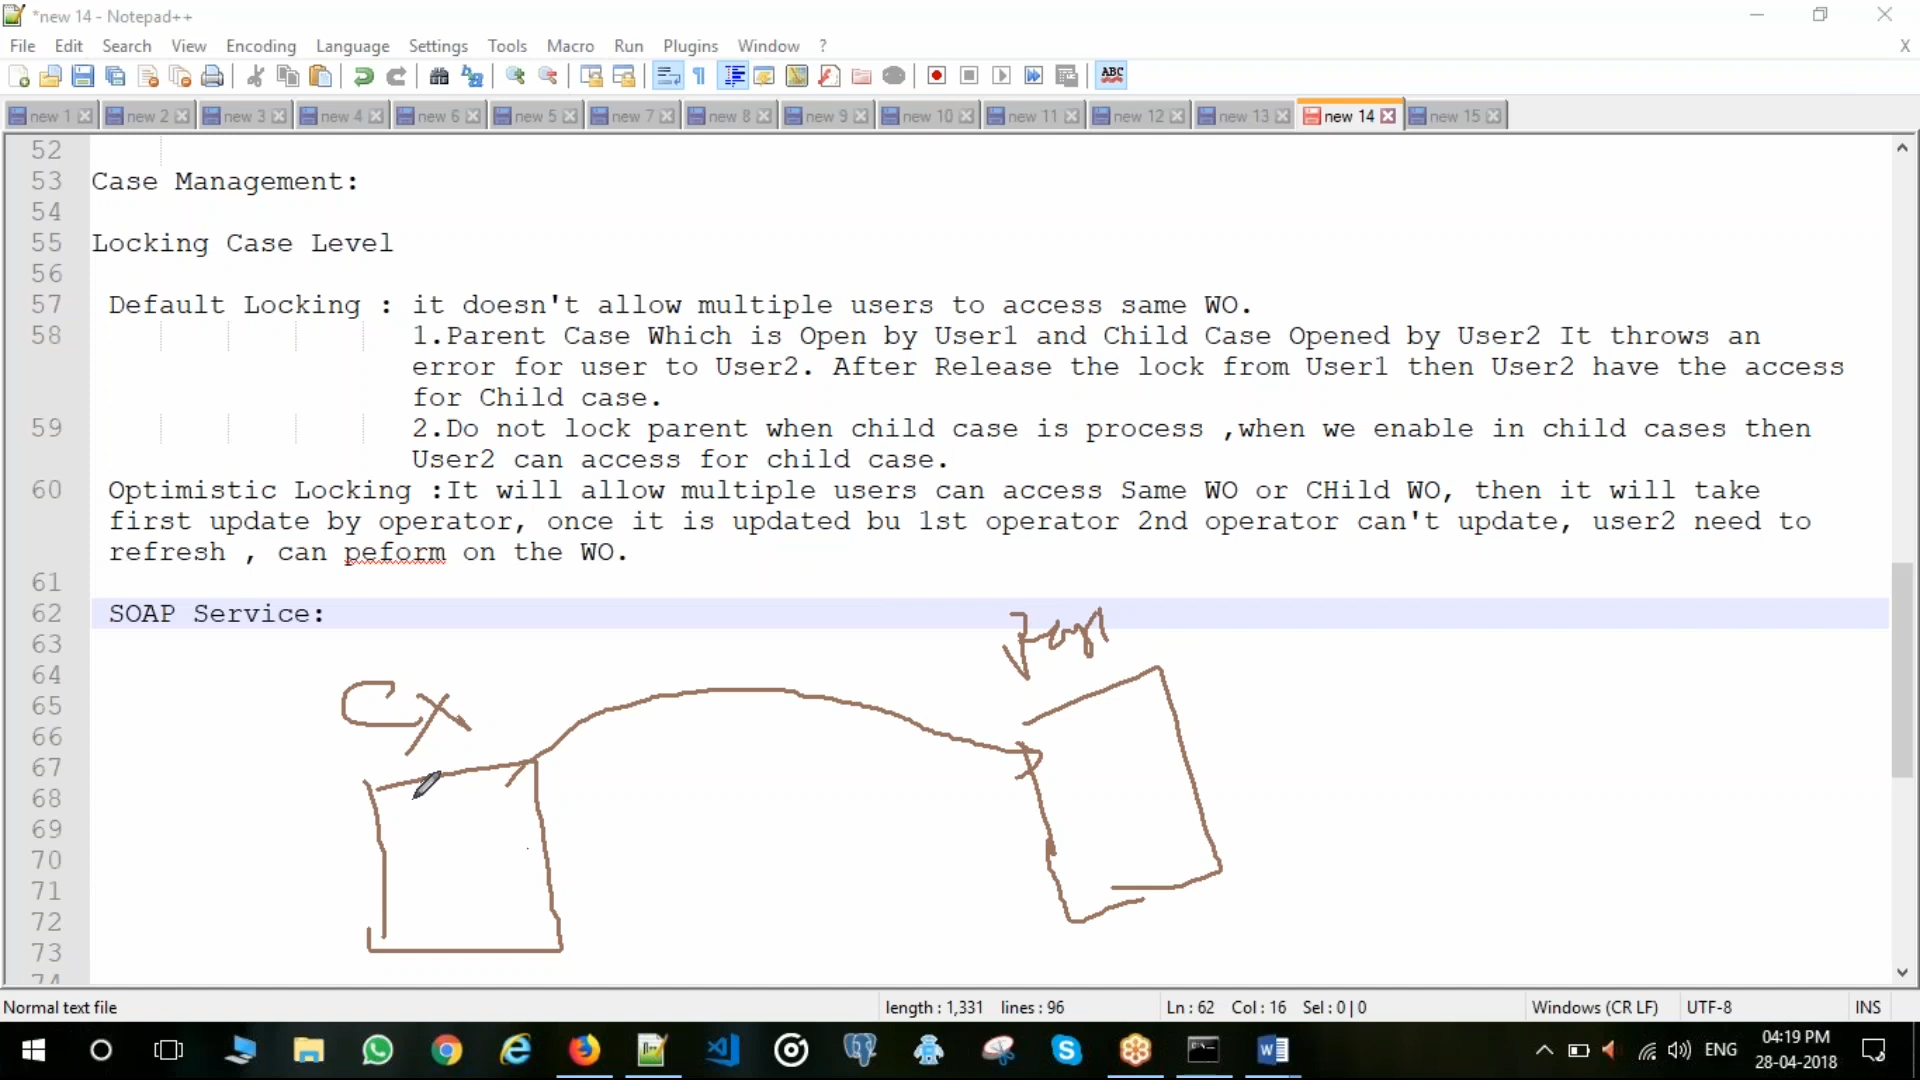 *new 14 - Notepad++
File Edit Search View Encoding Language Settings Tools Macro Run Plugins Window ? X
ABC
new 1 new 2 new 3 new 4 new 6 new 5 new 7 new 8 new 9 new 10 new 11 new 12 new 13 new 14 new 15
52
53 Case Management:
54
55 Locking Case Level
56
57 Default Locking : it doesn't allow multiple users to access same WO.
58 1.Parent Case Which is Open by User1 and Child Case Opened by User2 It throws an
error for user to User2. After Release the lock from User1 then User2 have the access
for Child case.
59 2.Do not lock parent when child case is process ,when we enable in child cases then
User2 can access for child case.
60 Optimistic Locking :It will allow multiple users can access Same WO or CHild WO, then it will take
first update by operator, once it is updated bu 1st operator 2nd operator can't update, user2 need to
refresh , can peform on the WO.
61
62 SOAP Service:
63
64
65 CX
66
67
68
69
70
71
72
73
74
Normal text file length : 1,331 lines : 96 Ln : 62 Col : 16 Sel : 0 | 0 Windows (CR LF) UTF-8 INS
ENG 04:19 PM
28-04-2018